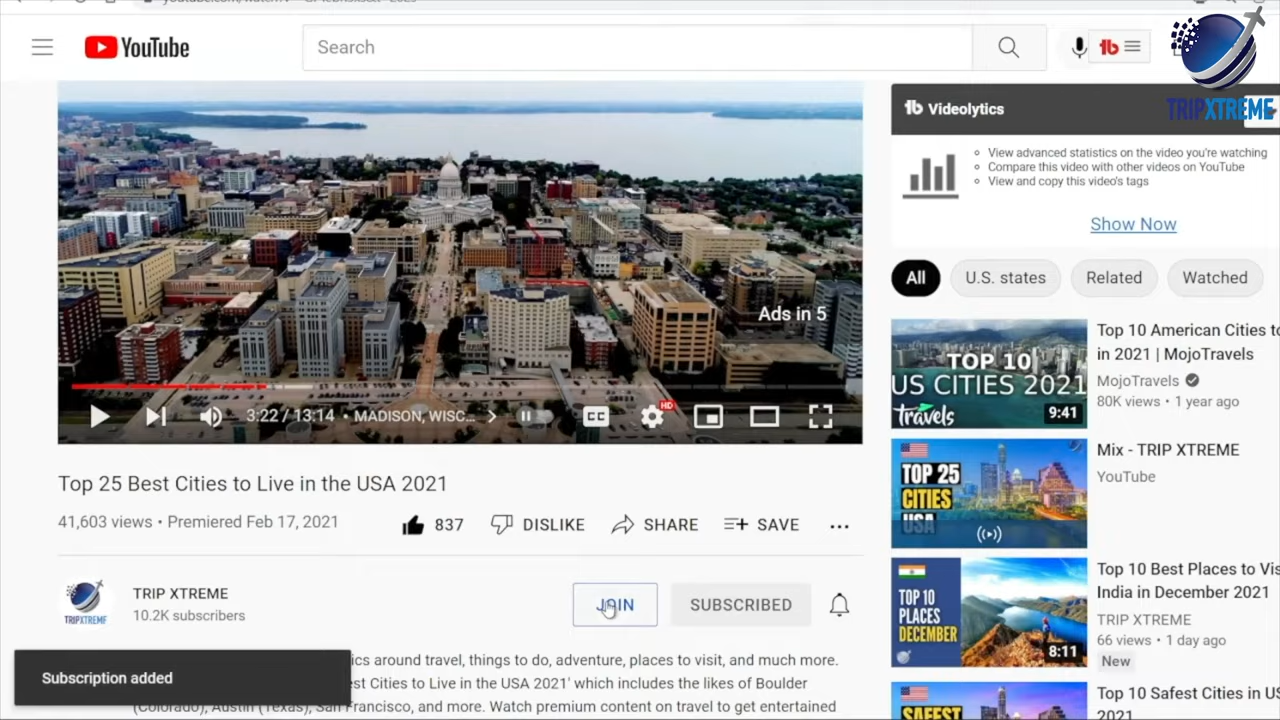 YouTube
Search
TRIPXTREME
Videolytics
View advanced statistics on the video you're watching
Compare this video with other videos on YouTube
View and copy this video's tags
Show Now
All
U.S. states
Related
Watched
Ads in 5
3:22 / 13:14 • MADISON, WISC...
CC
HD
Top 25 Best Cities to Live in the USA 2021
41,603 views • Premiered Feb 17, 2021
837
DISLIKE
SHARE
SAVE
TRIP XTREME
10.2K subscribers
TRIPXTREME
JOIN
SUBSCRIBED
Subscription added
ics around travel, things to do, adventure, places to visit, and much more.
st Cities to Live in the USA 2021' which includes the likes of Boulder
(Colorado), Austin (Texas), San Francisco, and more. Watch premium content on travel to get entertained
TOP 10
US CITIES 2021
travels
9:41
Top 10 American Cities to
in 2021 | MojoTravels
MojoTravels
80K views • 1 year ago
TOP 25
CITIES
USA
Mix - TRIP XTREME
YouTube
TOP 10
PLACES
DECEMBER
8:11
Top 10 Best Places to Vis
India in December 2021
TRIP XTREME
66 views • 1 day ago
New
SAFEST
Top 10 Safest Cities in US
2021